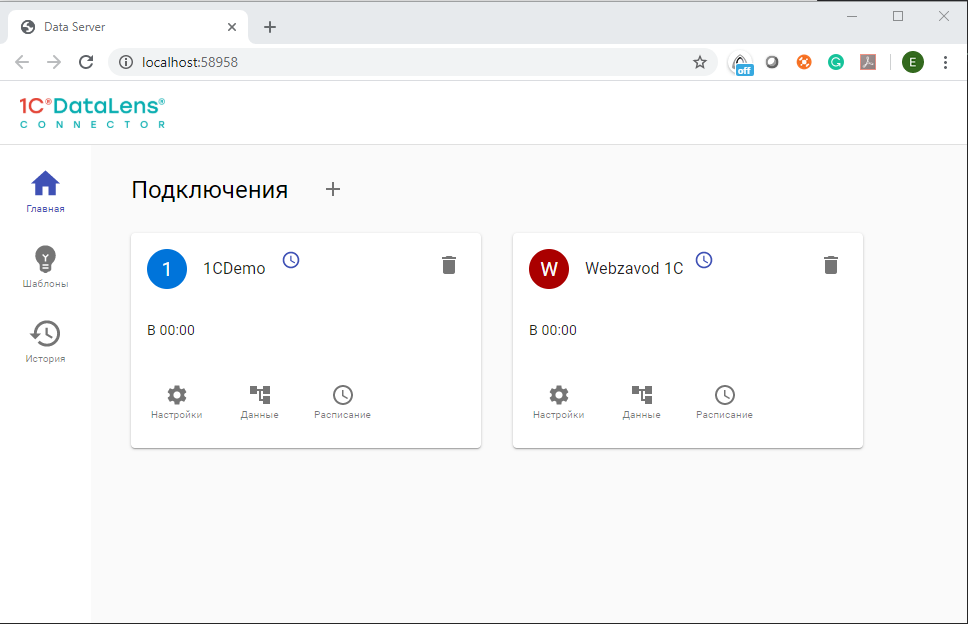 Data Server
localhost:58958
off
G
E
1C®DataLens®
CONNECTOR
Главная
Шаблоны
История
Подключения
1
1CDemo
В 00:00
Настройки
Данные
Расписание
W
Webzavod 1C
В 00:00
Настройки
Данные
Расписание